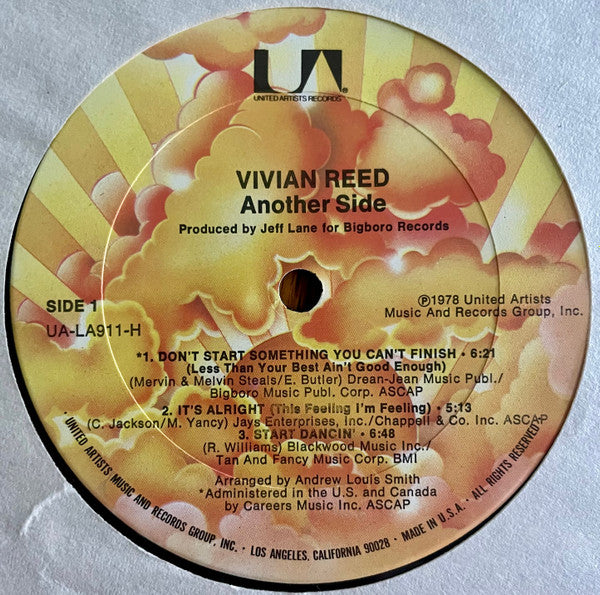 UA®
UNITED ARTISTS RECORDS
VIVIAN REED
Another Side
Produced by Jeff Lane for Bigboro Records
SIDE 1
UA-LA911-H
℗1978 United Artists
Music And Records Group, Inc.
*1. DON'T START SOMETHING YOU CAN'T FINISH • 6:21
(Less Than Your Best Ain't Good Enough)
(Mervin & Melvin Steals/E. Butler) Drean-Jean Music Publ./
Bigboro Music Publ. Corp. ASCAP
2. IT'S ALRIGHT (This Feeling I'm Feeling) • 5:13
(C. Jackson/M. Yancy) Jays Enterprises, Inc./Chappell & Co. Inc. ASCAP
3. START DANCIN' • 6:48
(R. Williams) Blackwood Music Inc./
Tan and Fancy Music Corp. BMI
Arranged by Andrew Louis Smith
*Administered in the U.S. and Canada
by Careers Music Inc. ASCAP
• UNITED ARTISTS MUSIC AND RECORDS GROUP, INC. • LOS ANGELES, CALIFORNIA 90028 • MADE IN U.S.A. • ALL RIGHTS RESERVED •